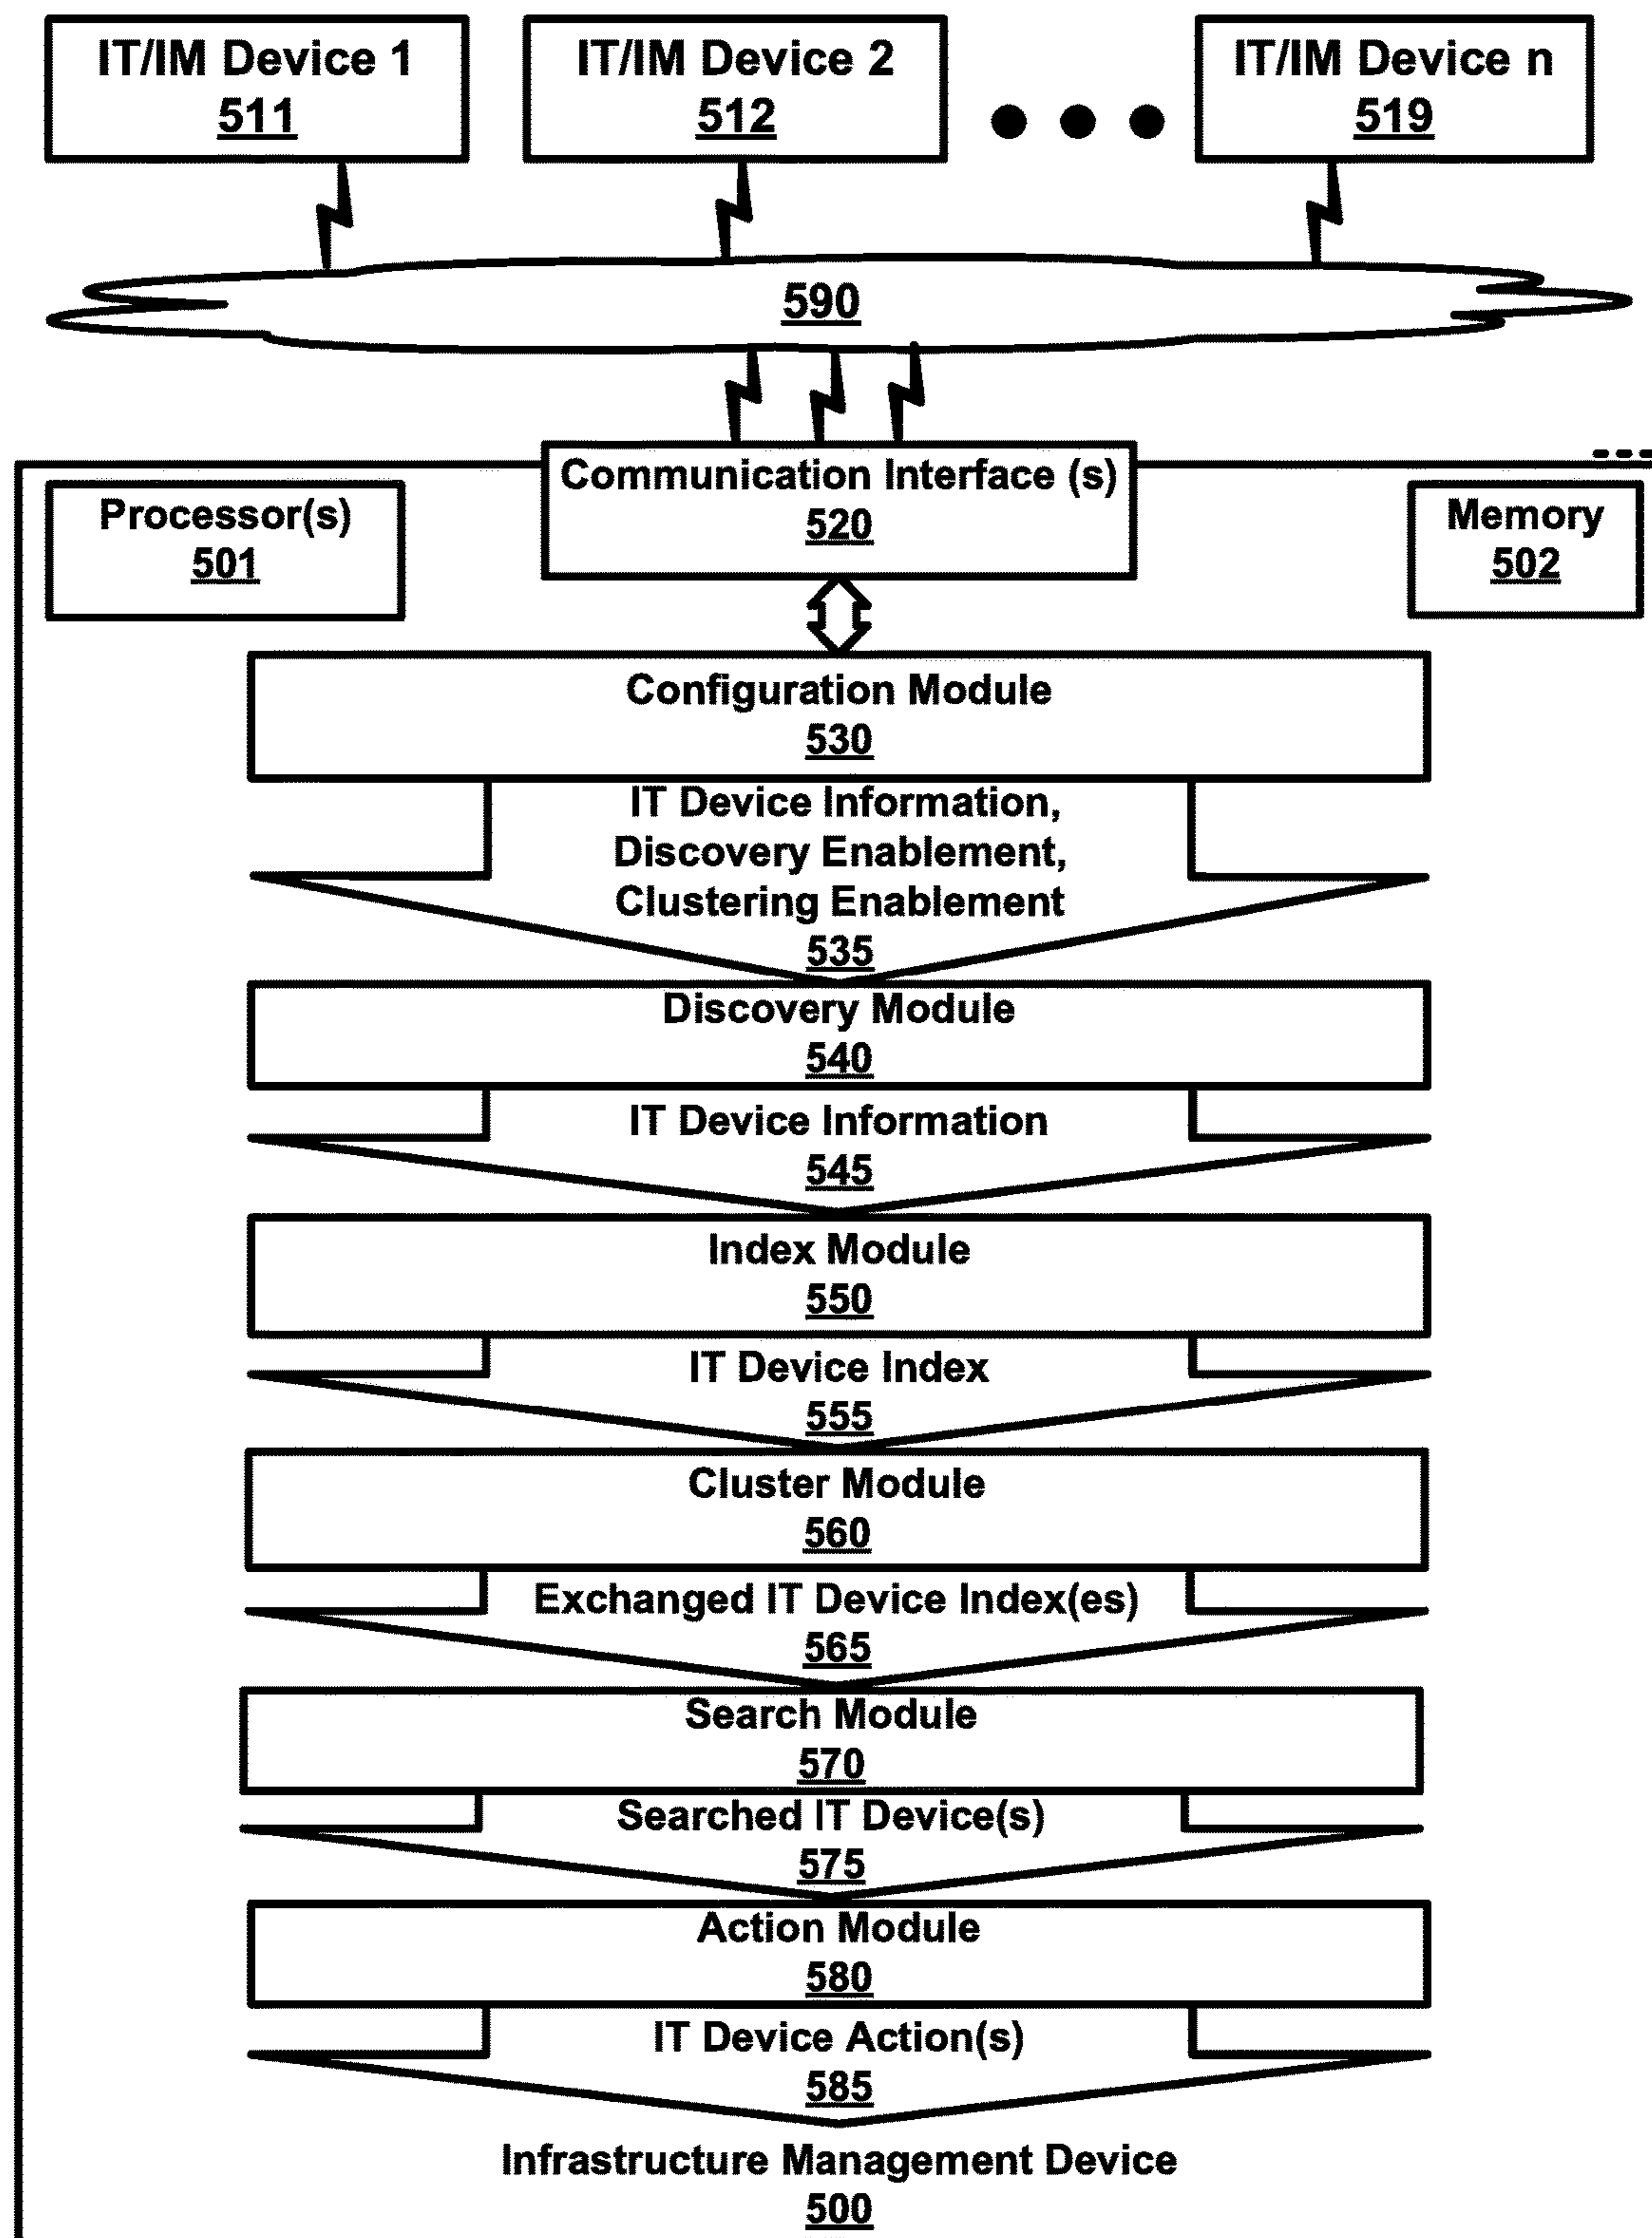 IT/IM Device 1
511
IT/IM Device 2
512
IT/IM Device n
519
590
Communication Interface (s)
520
Processor(s)
501
Memory
502
Configuration Module
530
IT Device Information,
Discovery Enablement,
Clustering Enablement
535
Discovery Module
540
IT Device Information
545
Index Module
550
IT Device Index
555
Cluster Module
560
Exchanged IT Device Index(es)
565
Search Module
570
Searched IT Device(s)
575
Action Module
580
IT Device Action(s)
585
Infrastructure Management Device
500